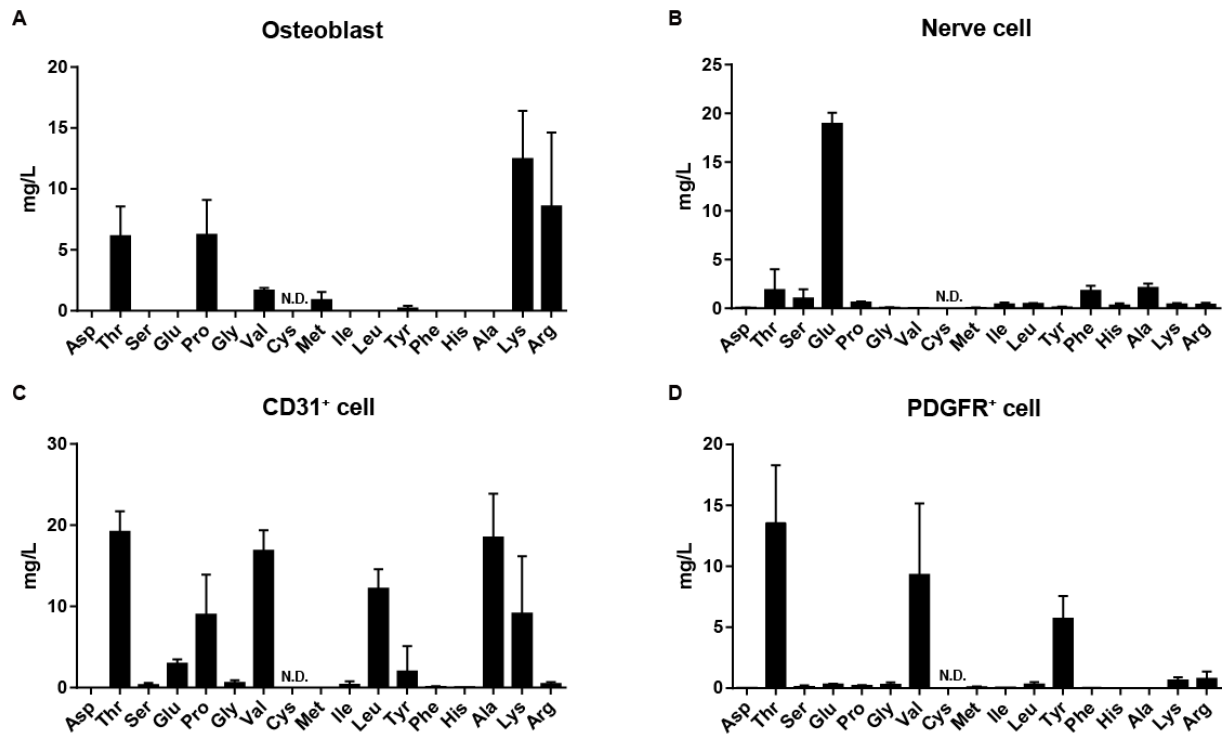 A
Osteoblast
mg/L
20
15
10
5
0
N.D.
Asp Thr Ser Glu Pro Gly Val Cys Met Ile Leu Tyr Phe His Ala Lys Arg
B
Nerve cell
mg/L
25
20
15
10
5
0
N.D.
Asp Thr Ser Glu Pro Gly Val Cys Met Ile Leu Tyr Phe His Ala Lys Arg
C
CD31⁺ cell
mg/L
30
20
10
0
N.D.
Asp Thr Ser Glu Pro Gly Val Cys Met Ile Leu Tyr Phe His Ala Lys Arg
D
PDGFR⁺ cell
mg/L
20
15
10
5
0
N.D.
Asp Thr Ser Glu Pro Gly Val Cys Met Ile Leu Tyr Phe His Ala Lys Arg